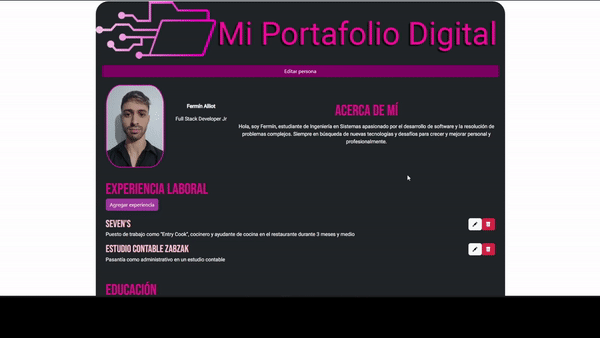 Mi Portafolio Digital
Editar persona
Fermín Alliot
Full Stack Developer Jr
ACERCA DE MÍ
Hola, soy Fermín, estudiante de Ingeniería en Sistemas apasionado por el desarrollo de software y la resolución de
problemas complejos. Siempre en búsqueda de nuevas tecnologías y desafíos para crecer y mejorar personal y
profesionalmente.
EXPERIENCIA LABORAL
Agregar experiencia
SEVEN'S
Puesto de trabajo como "Entry Cook", cocinero y ayudante de cocina en el restaurante durante 3 meses y medio
ESTUDIO CONTABLE ZABZAK
Pasantía como administrativo en un estudio contable
EDUCACIÓN